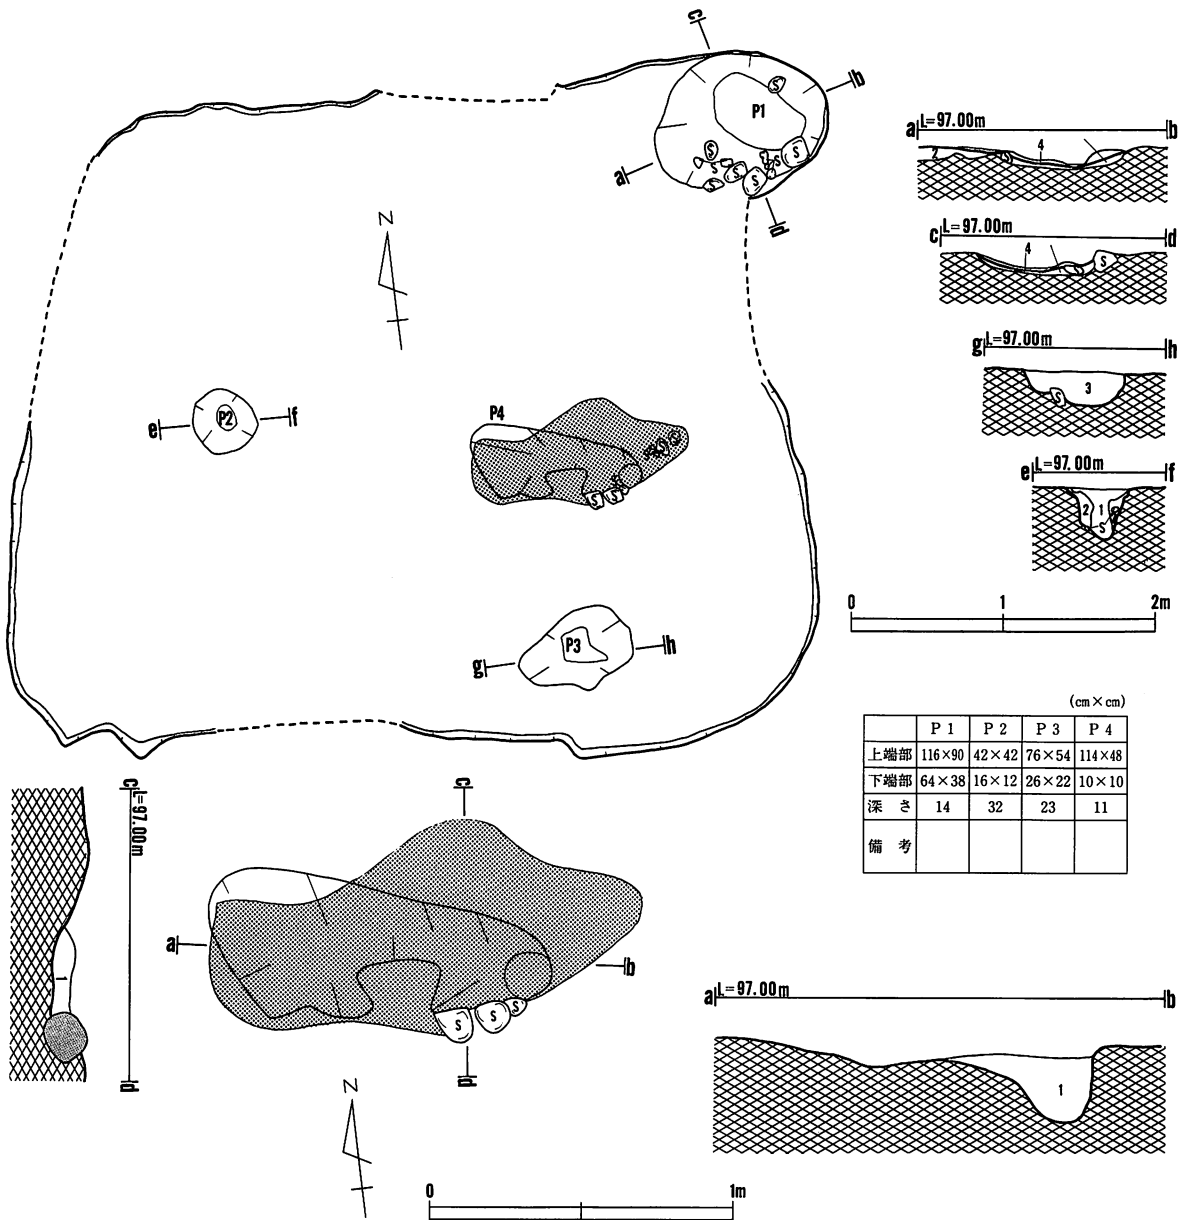 c
b
P1
S
S
S
S
S
S
S
a
d
N
a L=97.00m b
2
S
4
c L=97.00m d
4
S
g L=97.00m h
3
S
e L=97.00m f
2 1
S
e P2 f
P4
S S
g P3 h
0 1 2m
(cm×cm)
P1 P2 P3 P4
上端部 116×90 42×42 76×54 114×48
下端部 64×38 16×12 26×22 10×10
深さ 14 32 23 11
備考
c L=97.00m d
1
c
a
b
S S S
d
N
a L=97.00m b
1
0 1m